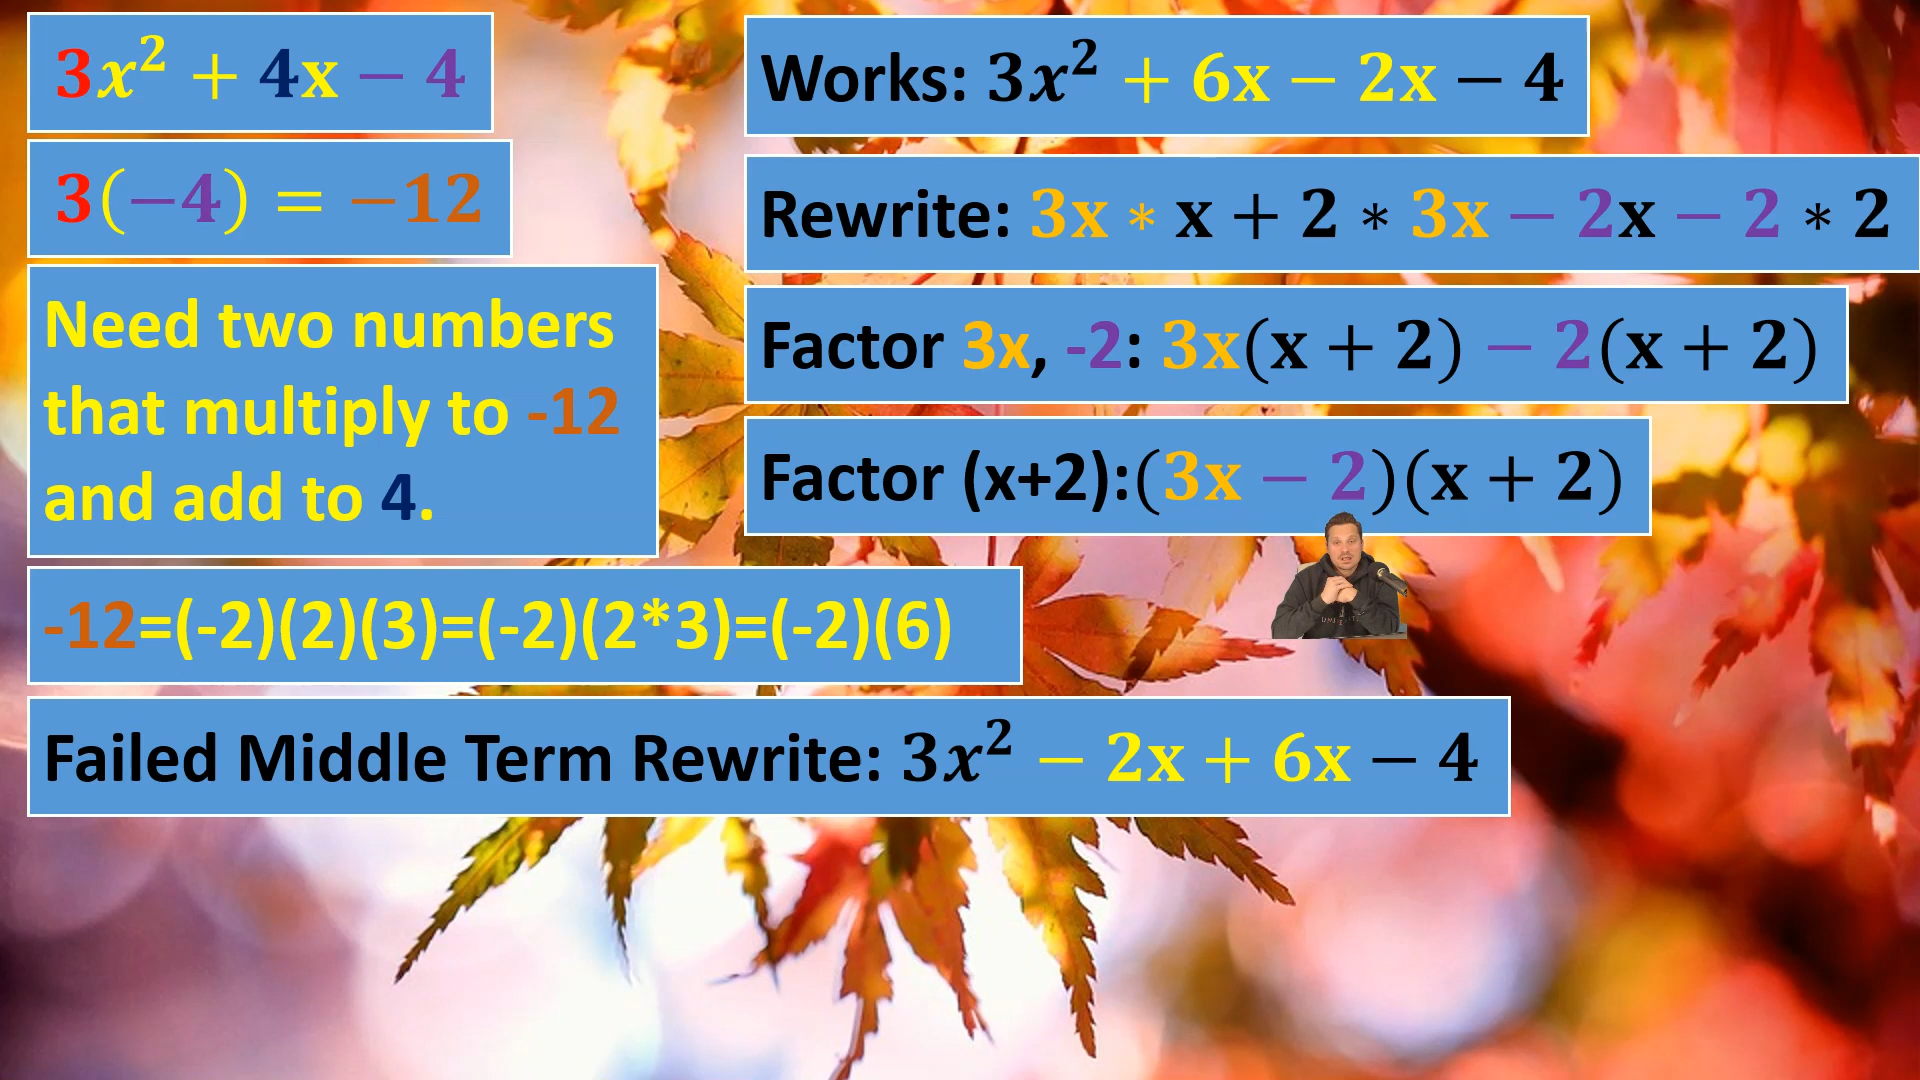 3x² + 4x − 4
3(−4) = −12
Need two numbers
that multiply to -12
and add to 4.
-12=(-2)(2)(3)=(-2)(2*3)=(-2)(6)
Failed Middle Term Rewrite: 3x² − 2x + 6x − 4
Works: 3x² + 6x − 2x − 4
Rewrite: 3x * x + 2 * 3x − 2x − 2 * 2
Factor 3x, -2: 3x(x + 2) − 2(x + 2)
Factor (x+2):(3x − 2)(x + 2)